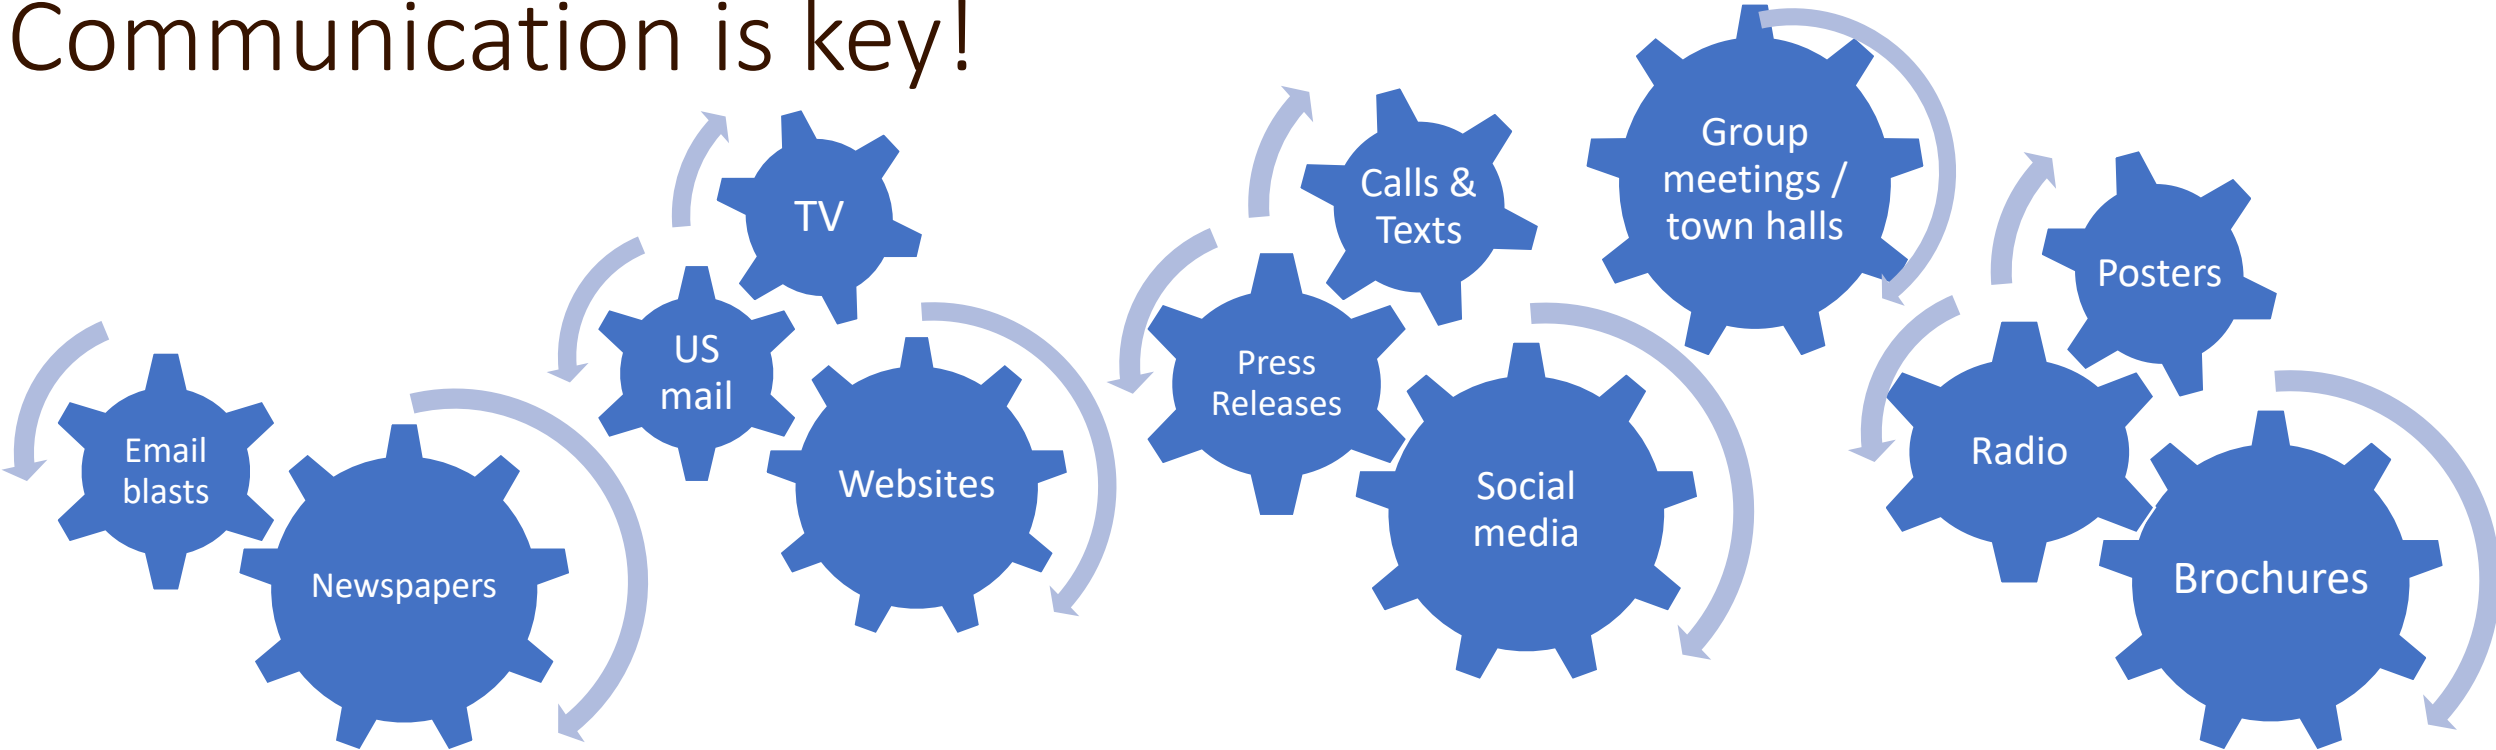 Communication is key!
Email
blasts
Newspapers
US
mail
TV
Websites
Press
Releases
Calls &
Texts
Social
media
Group
meetings /
town halls
Radio
Posters
Brochures